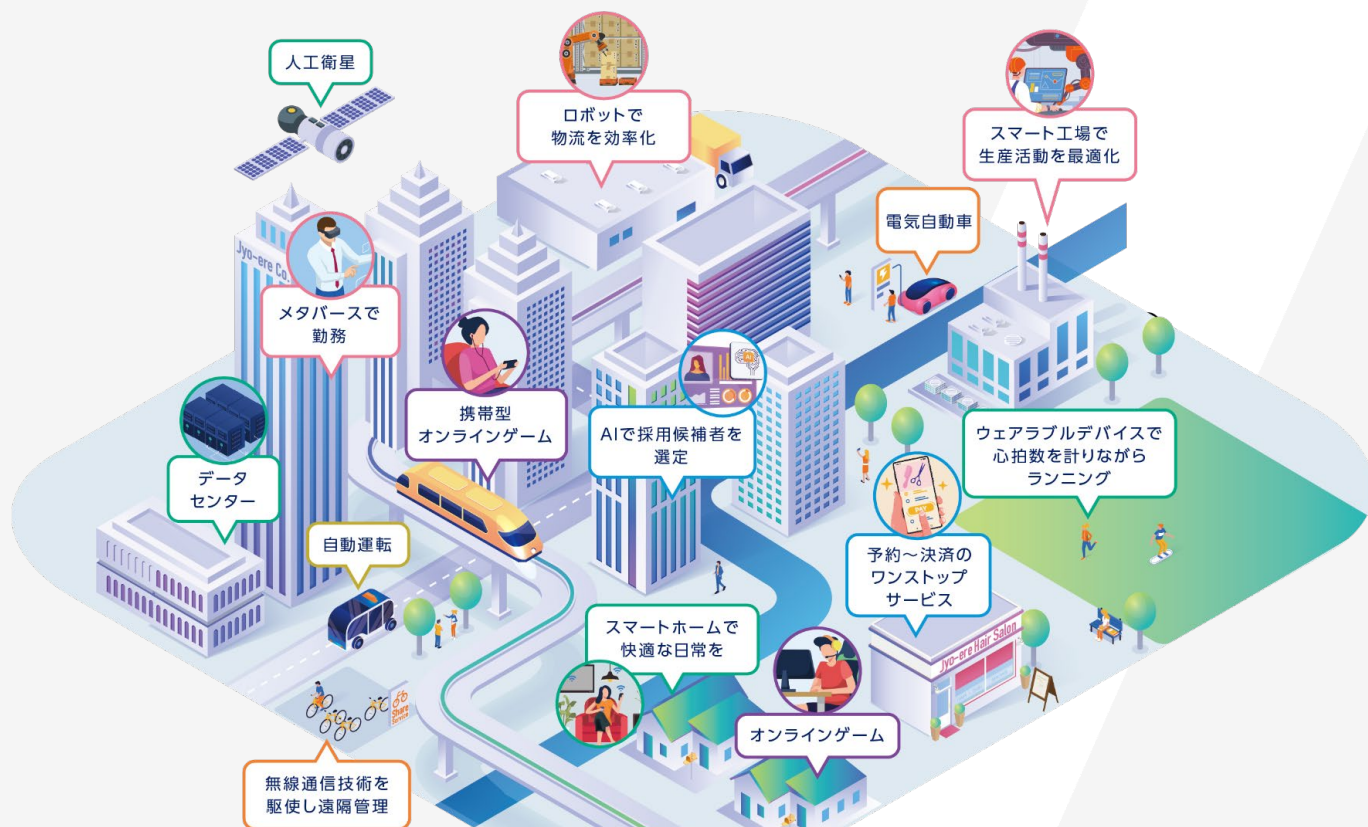 人工衛星
ロボットで
物流を効率化
スマート工場で
生産活動を最適化
電気自動車
Jyo-ere Co.
メタバースで
勤務
携帯型
オンラインゲーム
AI
AIで採用候補者を
選定
ウェアラブルデバイスで
心拍数を計りながら
ランニング
データ
センター
自動運転
PAY
予約～決済の
ワンストップ
サービス
スマートホームで
快適な日常を
Jyo-ere Hair Salon
オンラインゲーム
Share
Service
無線通信技術を
駆使し遠隔管理